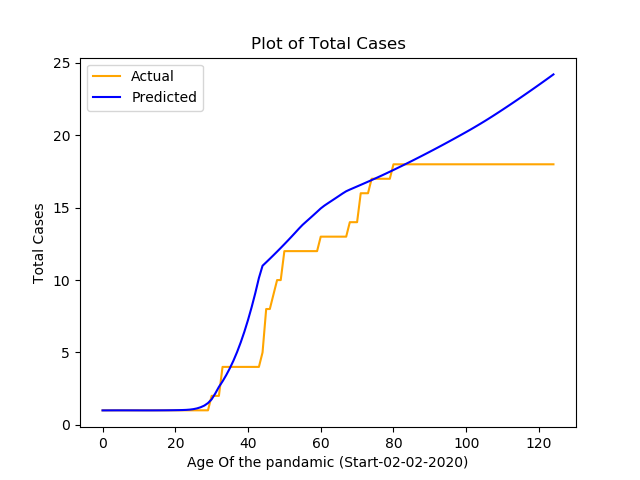 Plot of Total Cases
Actual
Predicted
25
20
15
10
5
0
Total Cases
0 20 40 60 80 100 120
Age Of the pandamic (Start-02-02-2020)